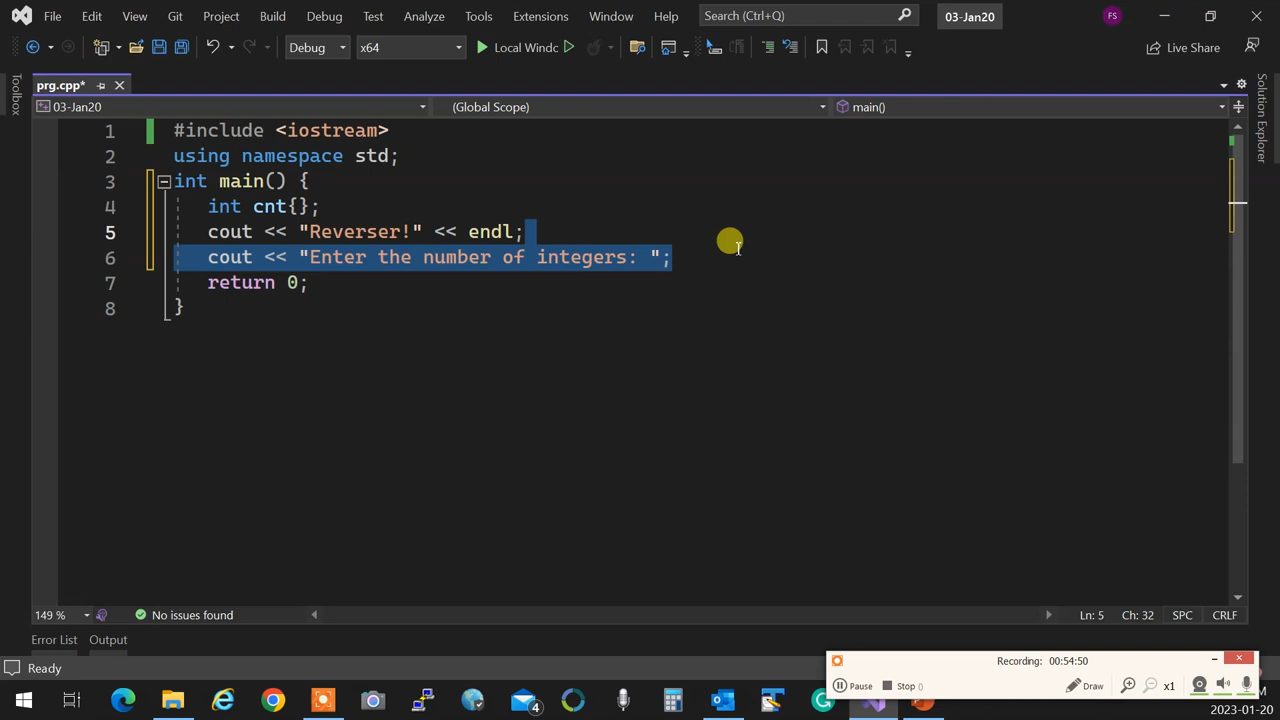 File Edit View Git Project Build Debug Test Analyze Tools Extensions Window Help Search (Ctrl+Q) 03-Jan20 FS
Debug x64 Local Windc Live Share
Toolbox
prg.cpp*
Solution Explorer
03-Jan20 (Global Scope) main()
1 #include <iostream>
2 using namespace std;
3 int main() {
4 int cnt{};
5 cout << "Reverser!" << endl;
6 cout << "Enter the number of integers: ";
7 return 0;
8 }
149 % No issues found Ln: 5 Ch: 32 SPC CRLF
Error List Output
Ready
Recording: 00:54:50
Pause Stop () Draw x1
4
2023-01-20